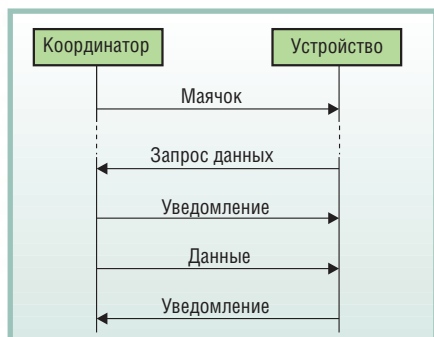 Координатор Устройство
Маячок
Запрос данных
Уведомление
Данные
Уведомление